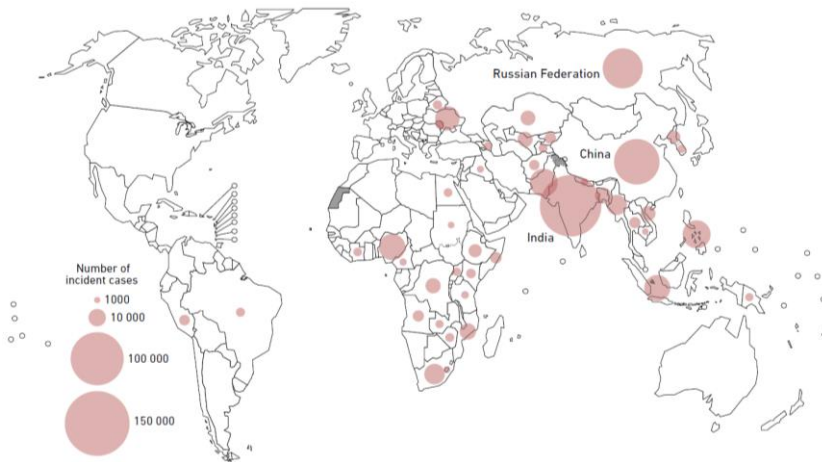 Russian Federation
China
India
Number of
incident cases
1000
10 000
100 000
150 000